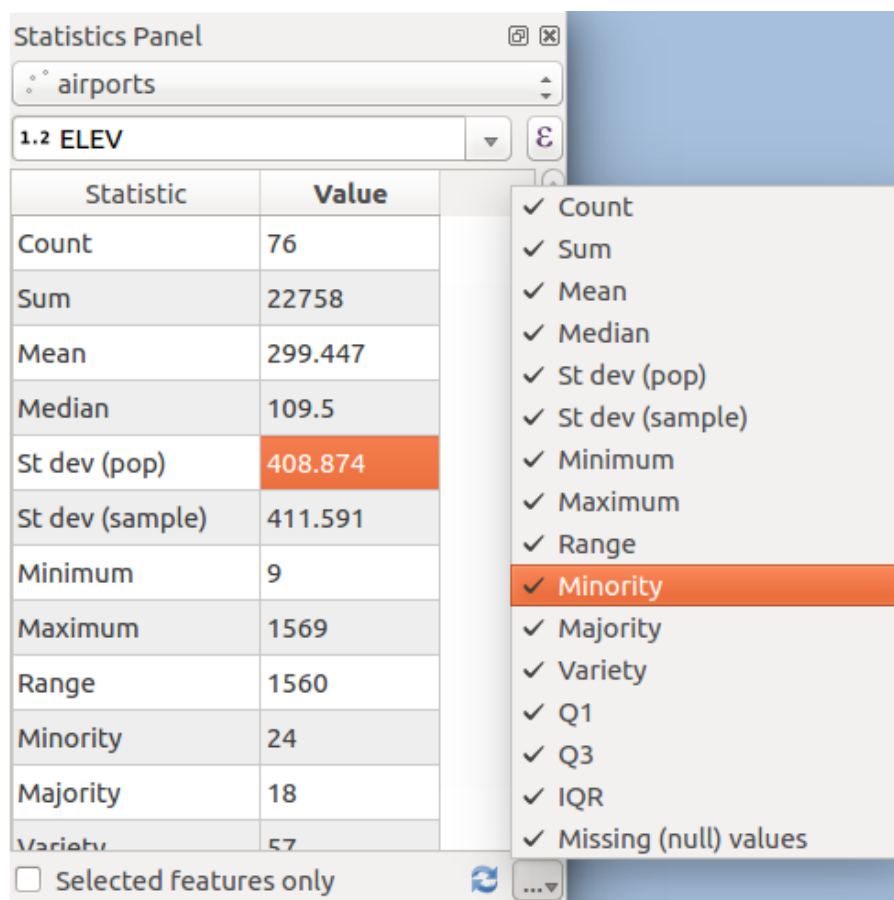 Statistics Panel
airports
1.2 ELEV ε
Statistic Value
Count 76
Sum 22758
Mean 299.447
Median 109.5
St dev (pop) 408.874
St dev (sample) 411.591
Minimum 9
Maximum 1569
Range 1560
Minority 24
Majority 18
Variety 57
Selected features only ...
Count
Sum
Mean
Median
St dev (pop)
St dev (sample)
Minimum
Maximum
Range
Minority
Majority
Variety
Q1
Q3
IQR
Missing (null) values